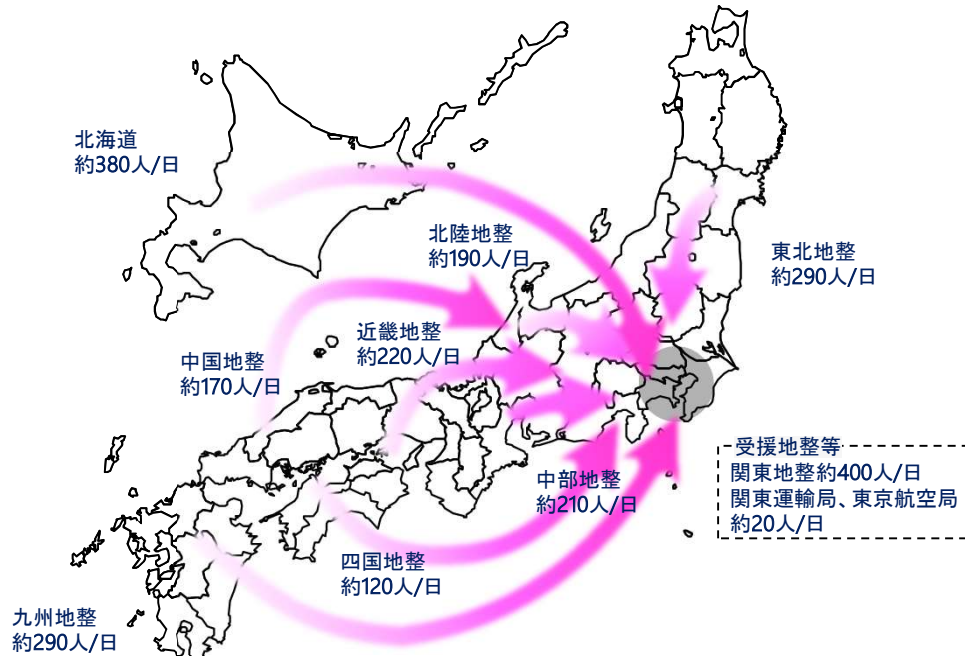 北海道
約380人/日
北陸地整
約190人/日
東北地整
約290人/日
近畿地整
約220人/日
中国地整
約170人/日
受援地整等
関東地整約400人/日
関東運輸局、東京航空局
約20人/日
中部地整
約210人/日
四国地整
約120人/日
九州地整
約290人/日